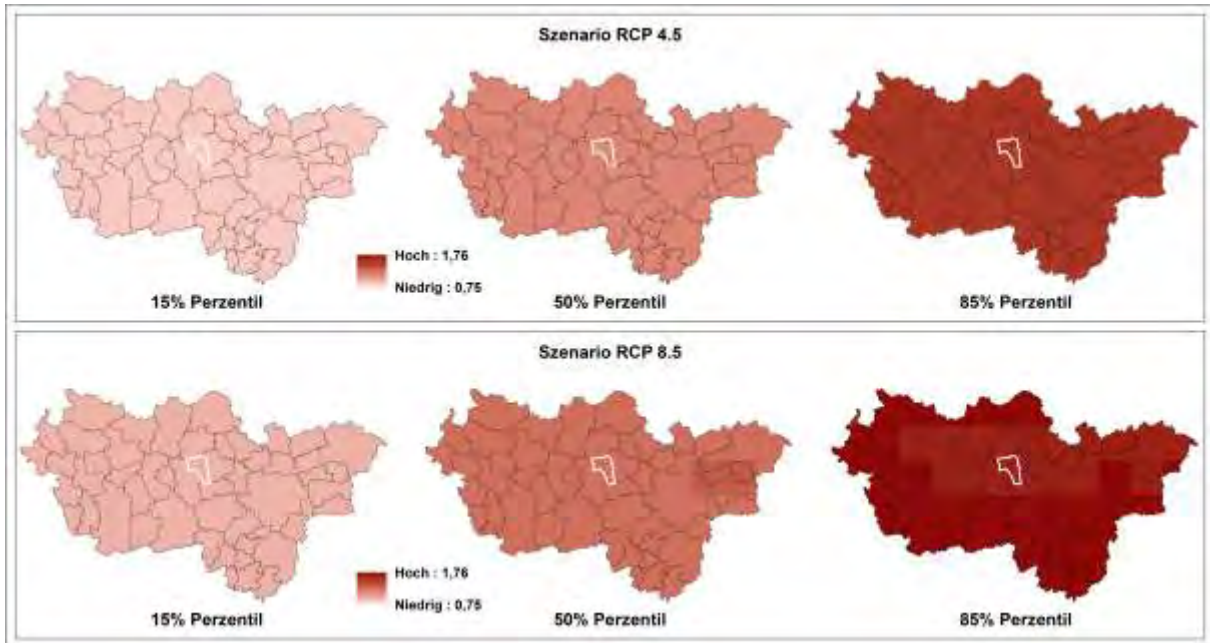 Szenario RCP 4.5
Hoch : 1,76
Niedrig : 0,75
15% Perzentil
50% Perzentil
85% Perzentil
Szenario RCP 8.5
Hoch : 1,76
Niedrig : 0,75
15% Perzentil
50% Perzentil
85% Perzentil